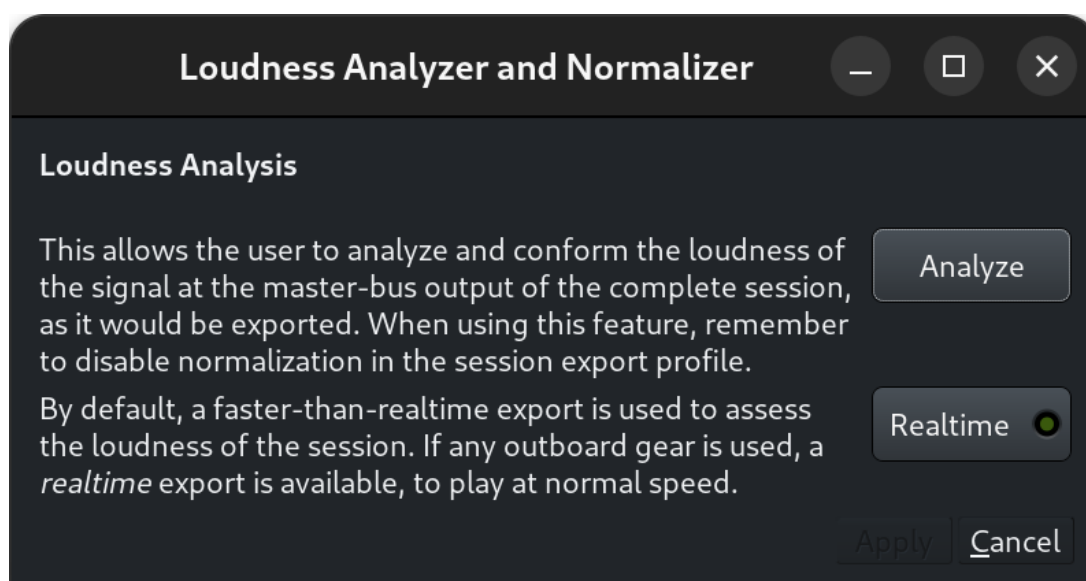 Loudness Analyzer and Normalizer
Loudness Analysis
This allows the user to analyze and conform the loudness of
the signal at the master-bus output of the complete session,
as it would be exported. When using this feature, remember
to disable normalization in the session export profile.
Analyze
By default, a faster-than-realtime export is used to assess
the loudness of the session. If any outboard gear is used, a
realtime export is available, to play at normal speed.
Realtime
Apply
Cancel